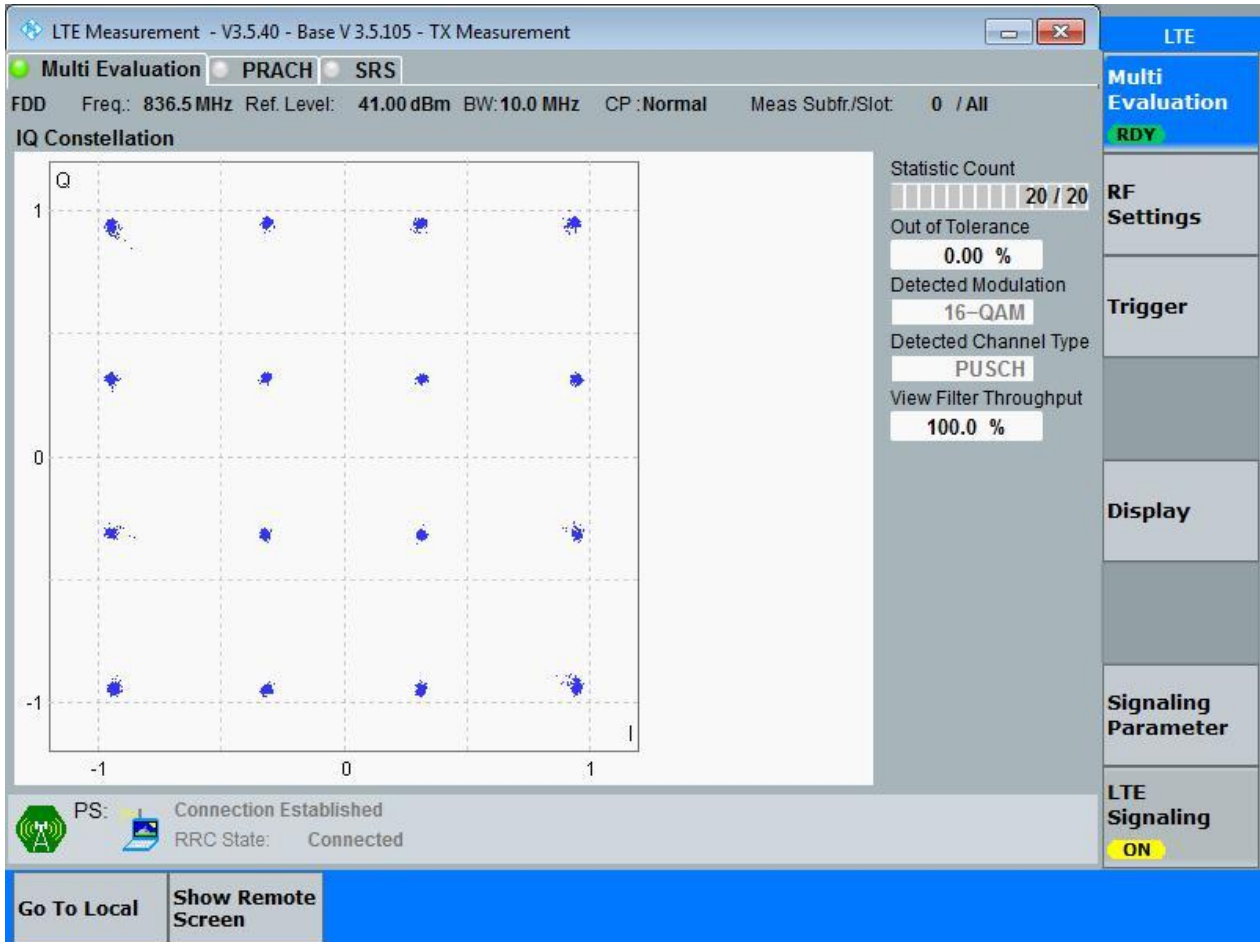 LTE Measurement - V3.5.40 - Base V 3.5.105 - TX Measurement
LTE
Multi Evaluation PRACH SRS
FDD Freq.: 836.5 MHz Ref. Level: 41.00 dBm BW: 10.0 MHz CP : Normal Meas Subfr./Slot: 0 / All
IQ Constellation
Q
1
0
-1
I
-1 0 1
Statistic Count
20 / 20
Out of Tolerance
0.00 %
Detected Modulation
16-QAM
Detected Channel Type
PUSCH
View Filter Throughput
100.0 %
Multi
Evaluation
RDY
RF
Settings
Trigger
Display
Signaling
Parameter
LTE
Signaling
ON
PS: Connection Established
RRC State: Connected
Go To Local
Show Remote
Screen